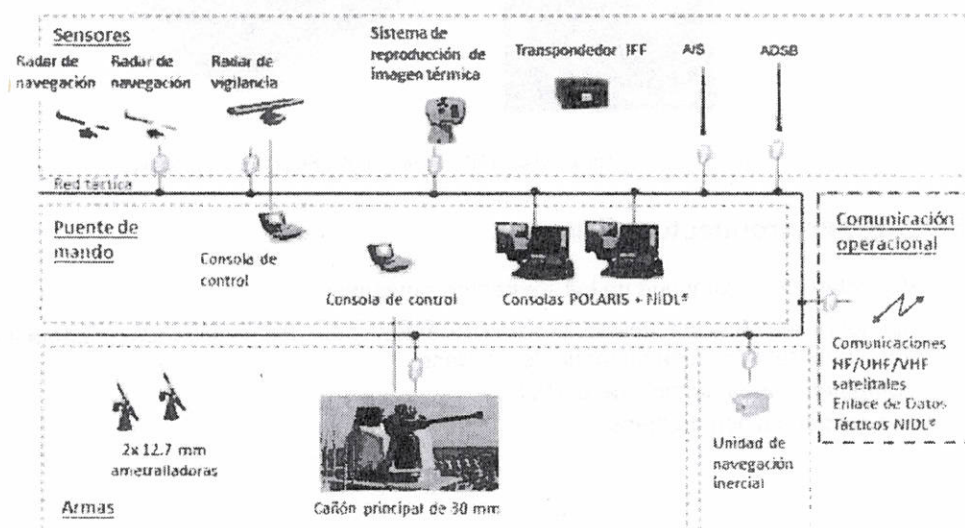 Sensores
Radar de
navegación
Radar de
navegación
Radar de
vigilancia
Sistema de
reproducción de
imagen térmica
Transpondedor IFF
AIS
ADSB
Red táctica
Puente de
mando
Consola de
control
Consola de control
Consolas POLARIS + NiDL®
Comunicación
operacional
Comunicaciones
HF/UHF/VHF
satelitales
Enlace de Datos
Tácticos NIDL®
2x 12.7 mm
ametralladoras
Armas
Cañón principal de 30 mm
Unidad de
navegación
inercial